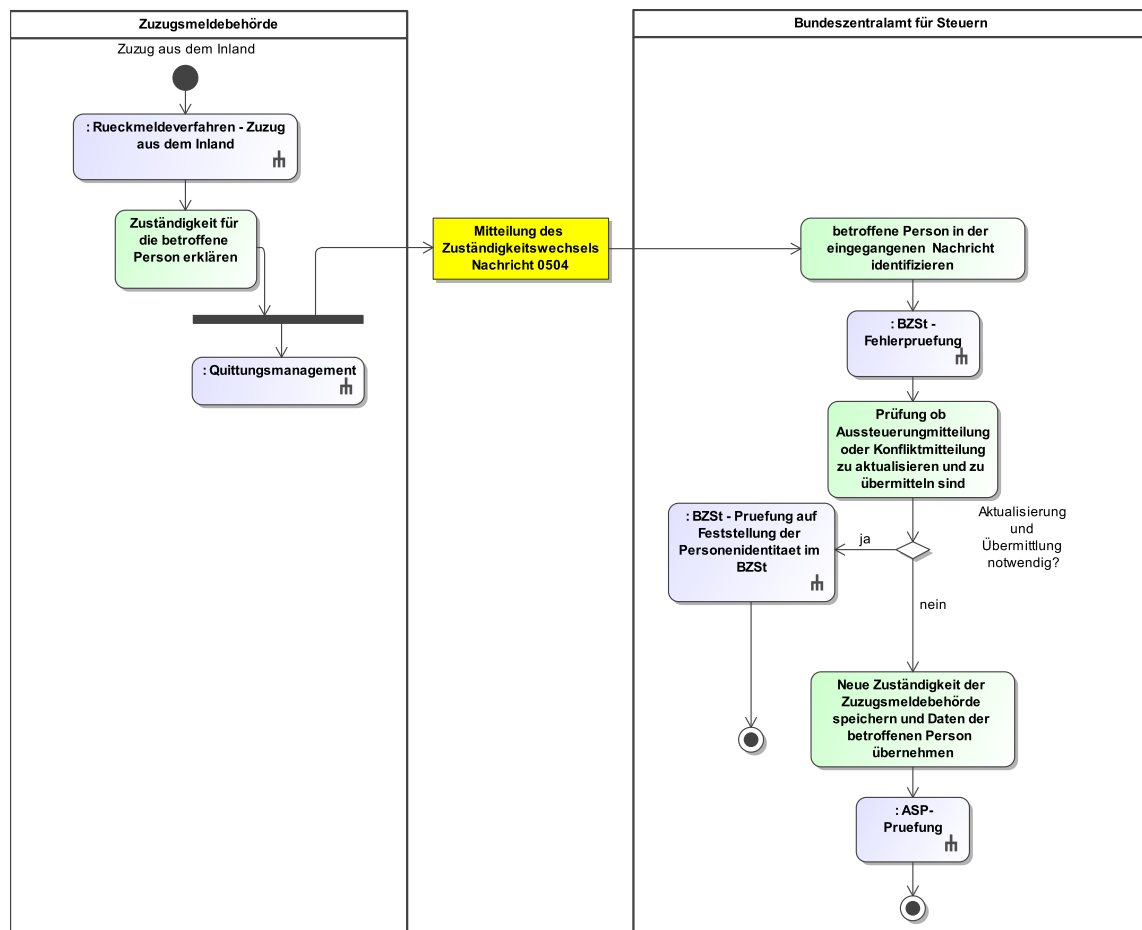 Zuzugsmeldebehörde
Zuzug aus dem Inland
: Rueckmeldeverfahren - Zuzug
aus dem Inland
Zuständigkeit für
die betroffene
Person erklären
: Quittungsmanagement
Mitteilung des
Zuständigkeitswechsels
Nachricht 0504
Bundeszentralamt für Steuern
betroffene Person in der
eingegangenen Nachricht
identifizieren
: BZSt -
Fehlerpruefung
Prüfung ob
Aussteuerungmitteilung
oder Konfliktmitteilung
zu aktualisieren und zu
übermitteln sind
Aktualisierung
und
Übermittlung
notwendig?
ja
: BZSt - Pruefung auf
Feststellung der
Personenidentitaet im
BZSt
nein
Neue Zuständigkeit der
Zuzugsmeldebehörde
speichern und Daten der
betroffenen Person
übernehmen
: ASP-
Pruefung